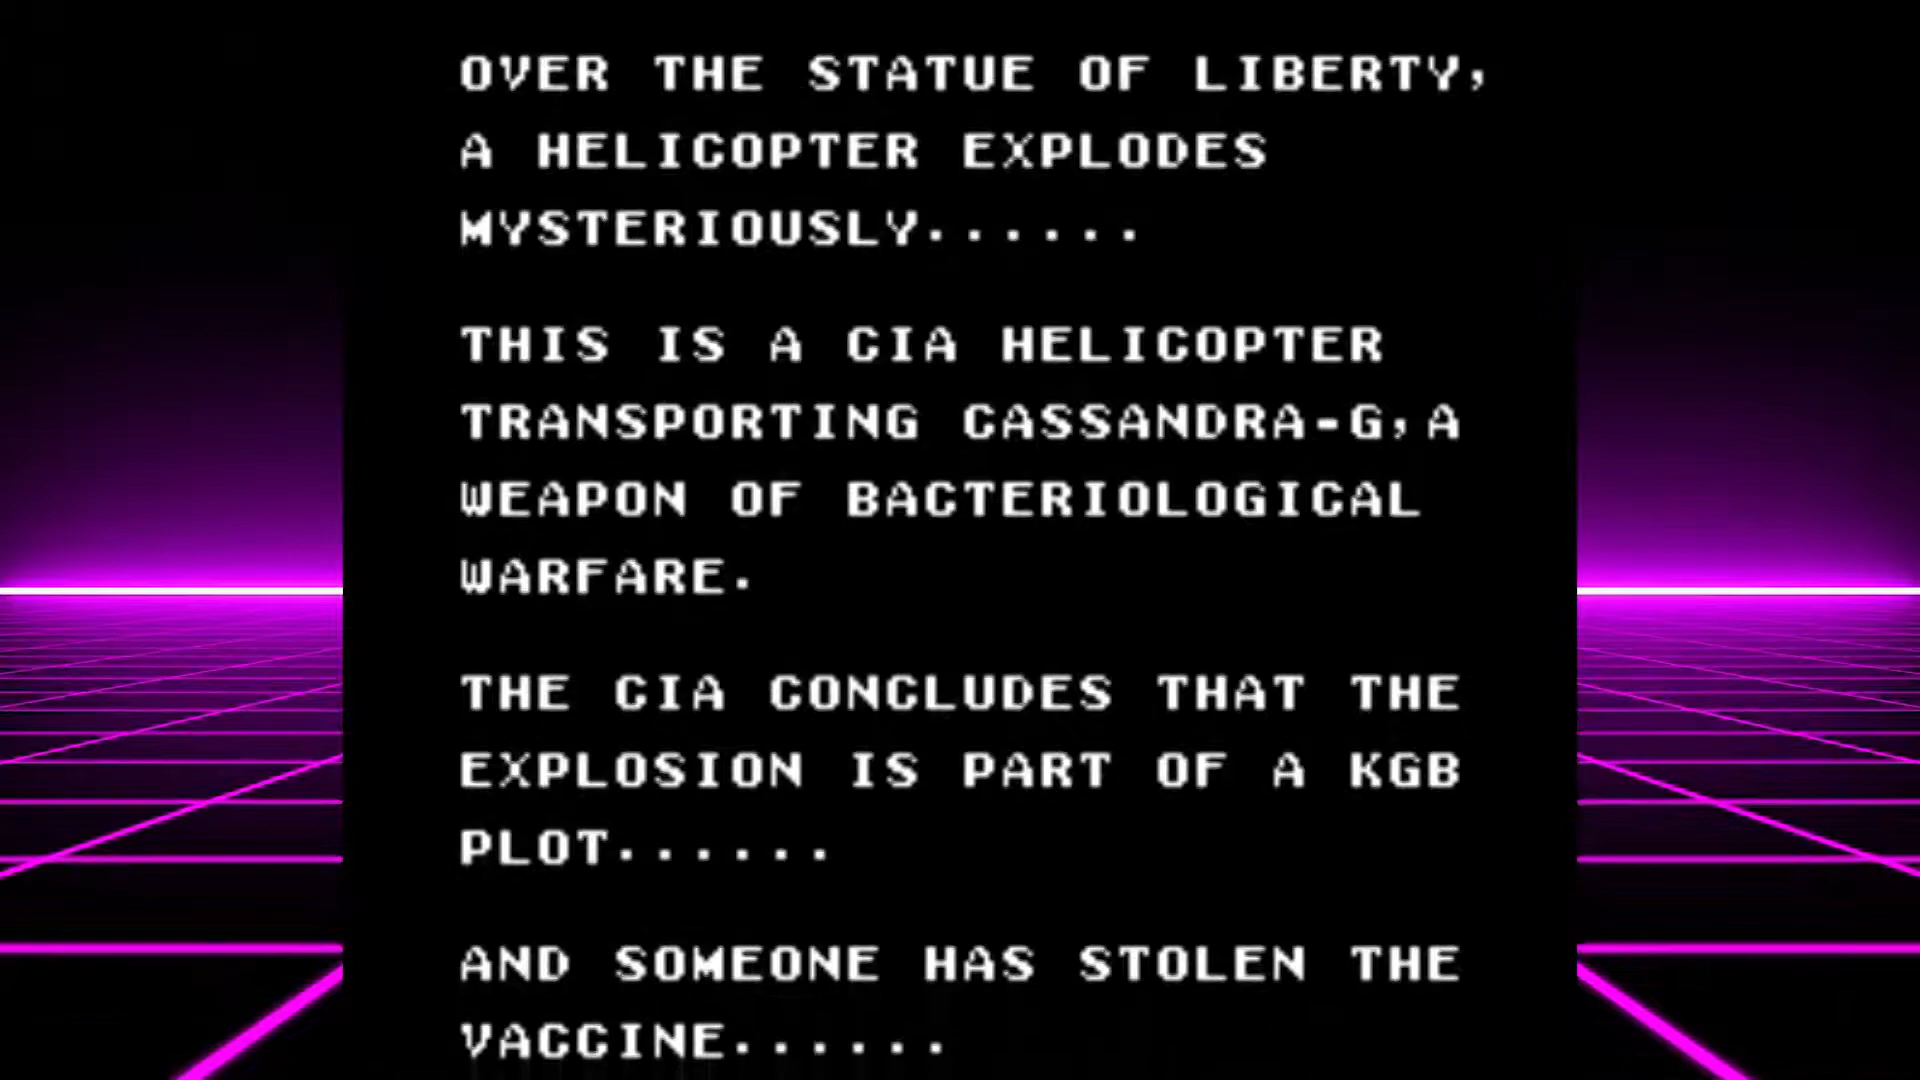 OVER THE STATUE OF LIBERTY,
A HELICOPTER EXPLODES
MYSTERIOUSLY......
THIS IS A CIA HELICOPTER
TRANSPORTING CASSANDRA-G,A
WEAPON OF BACTERIOLOGICAL
WARFARE.
THE CIA CONCLUDES THAT THE
EXPLOSION IS PART OF A KGB
PLOT......
AND SOMEONE HAS STOLEN THE
VACCINE......